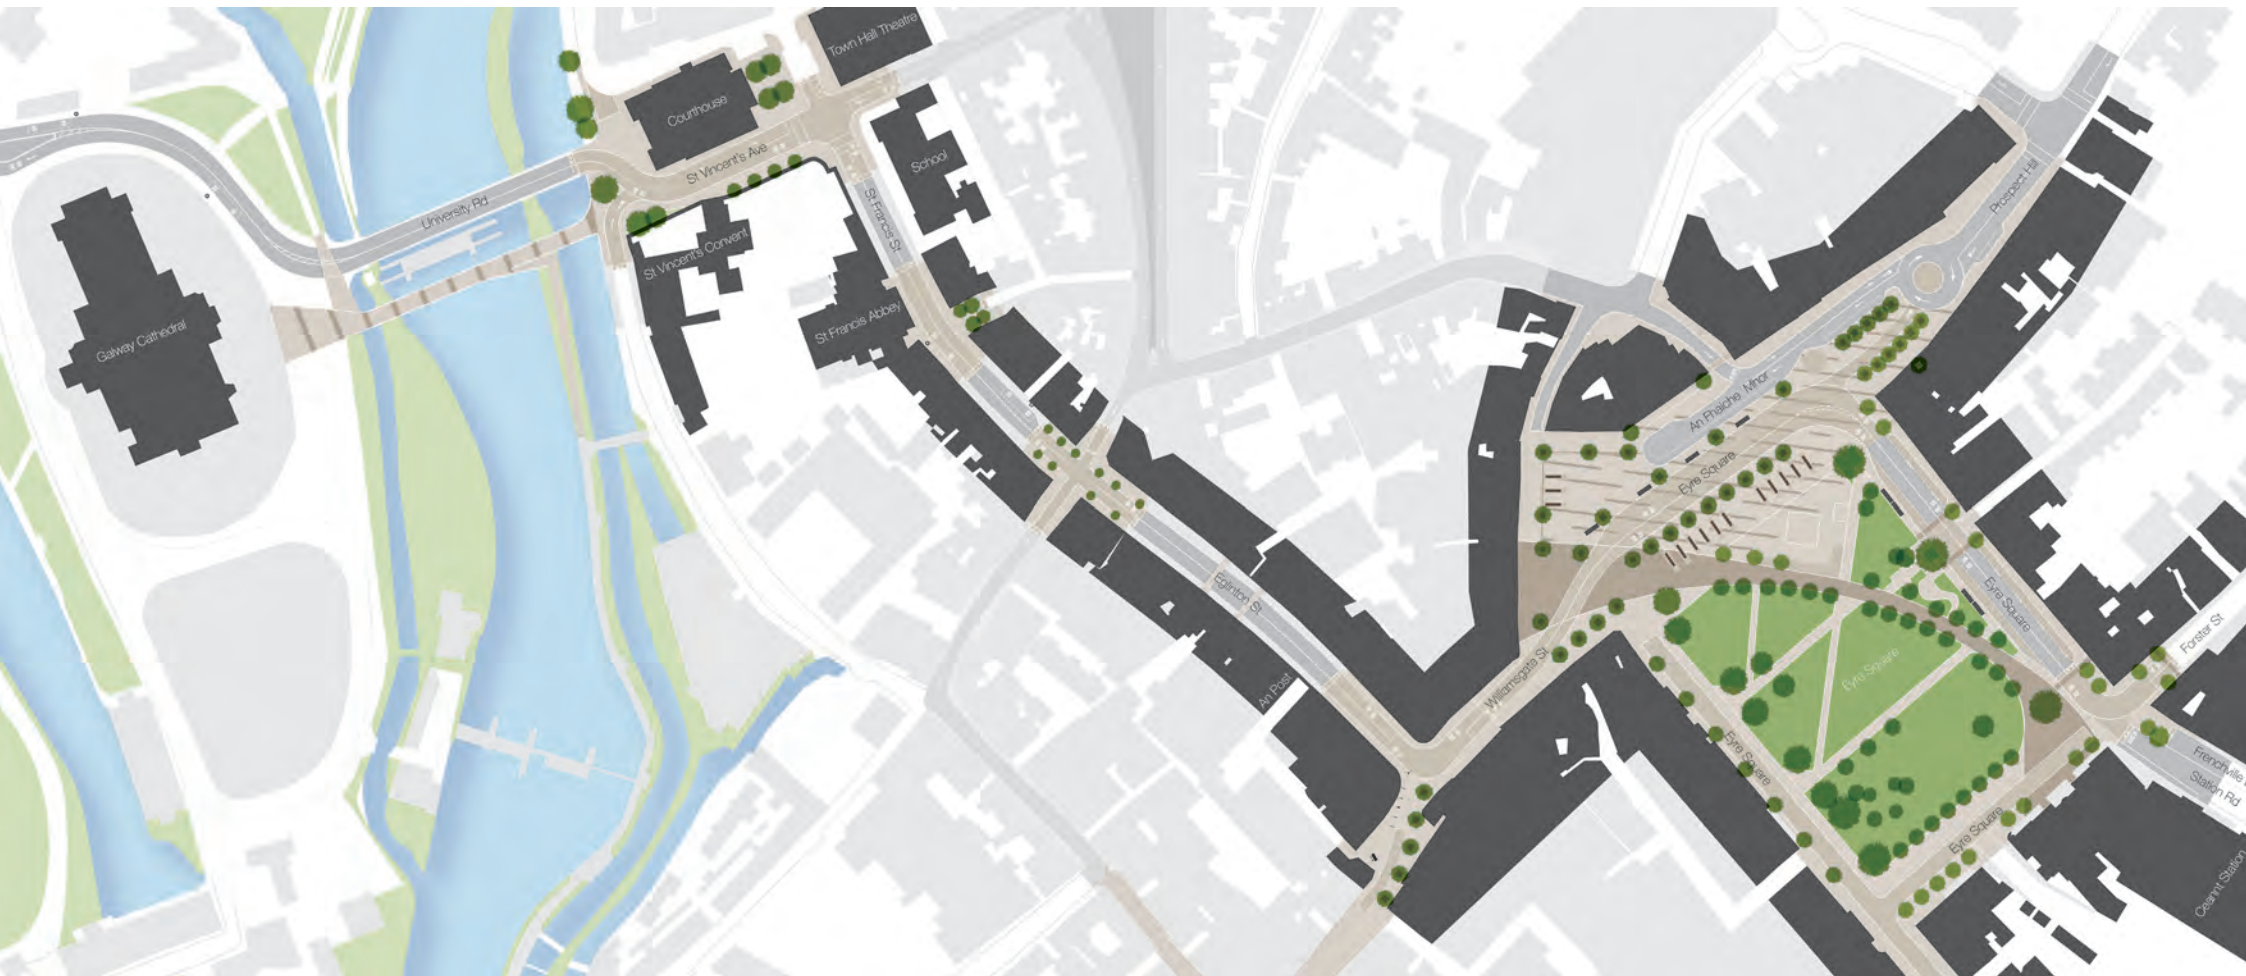 Town Hall Theatre
Courthouse
St Vincent's Ave
School
University Rd
St Francis St
St Vincent's Convent
St Francis Abbey
Galway Cathedral
Prospect Hill
An Fhaiche Mhor
Eyre Square
Eglinton St
Eyre Square
An Post
Williamsgate St
Eyre Square
Forster St
Eyre Square
Frenchville
Station Rd
Eyre Square
Ceannt Station